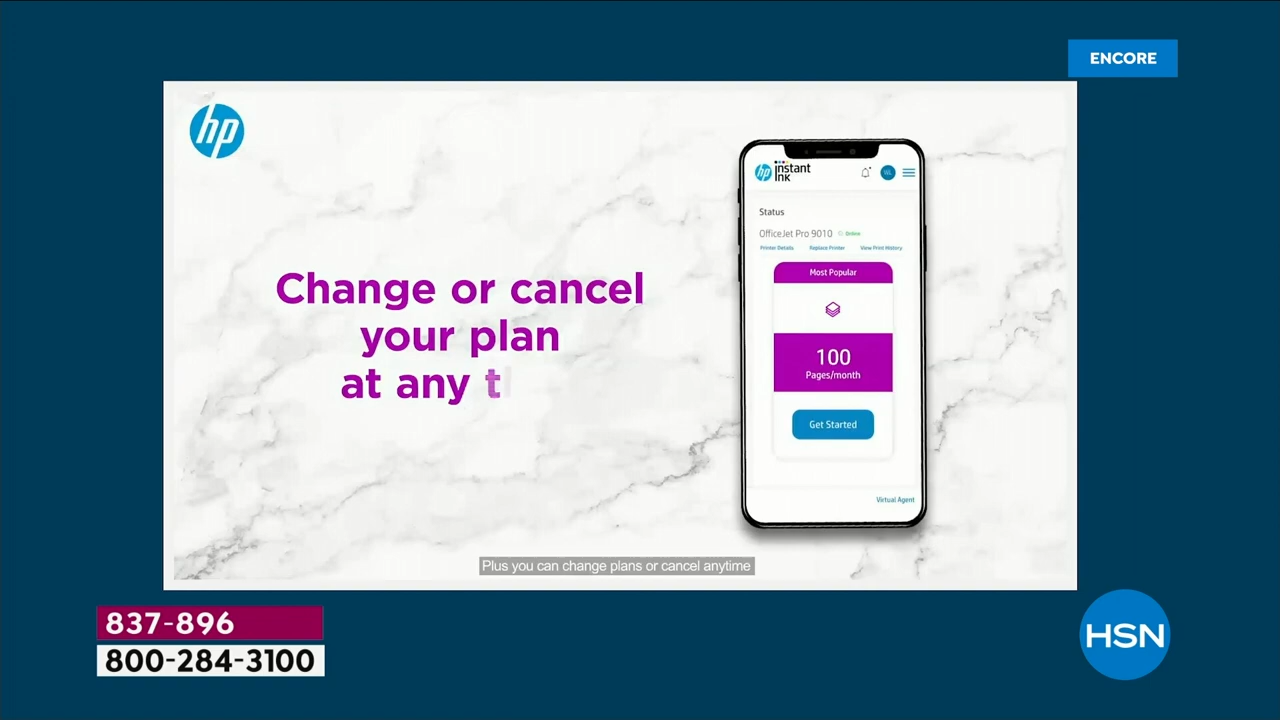 ENCORE
hp
Change or cancel
your plan
at any t
hp instant
ink
WL
Status
OfficeJet Pro 9010 Online
Printer Details Replace Printer View Print History
Most Popular
100
Pages/month
Get Started
Virtual Agent
Plus you can change plans or cancel anytime
837-896
800-284-3100
HSN